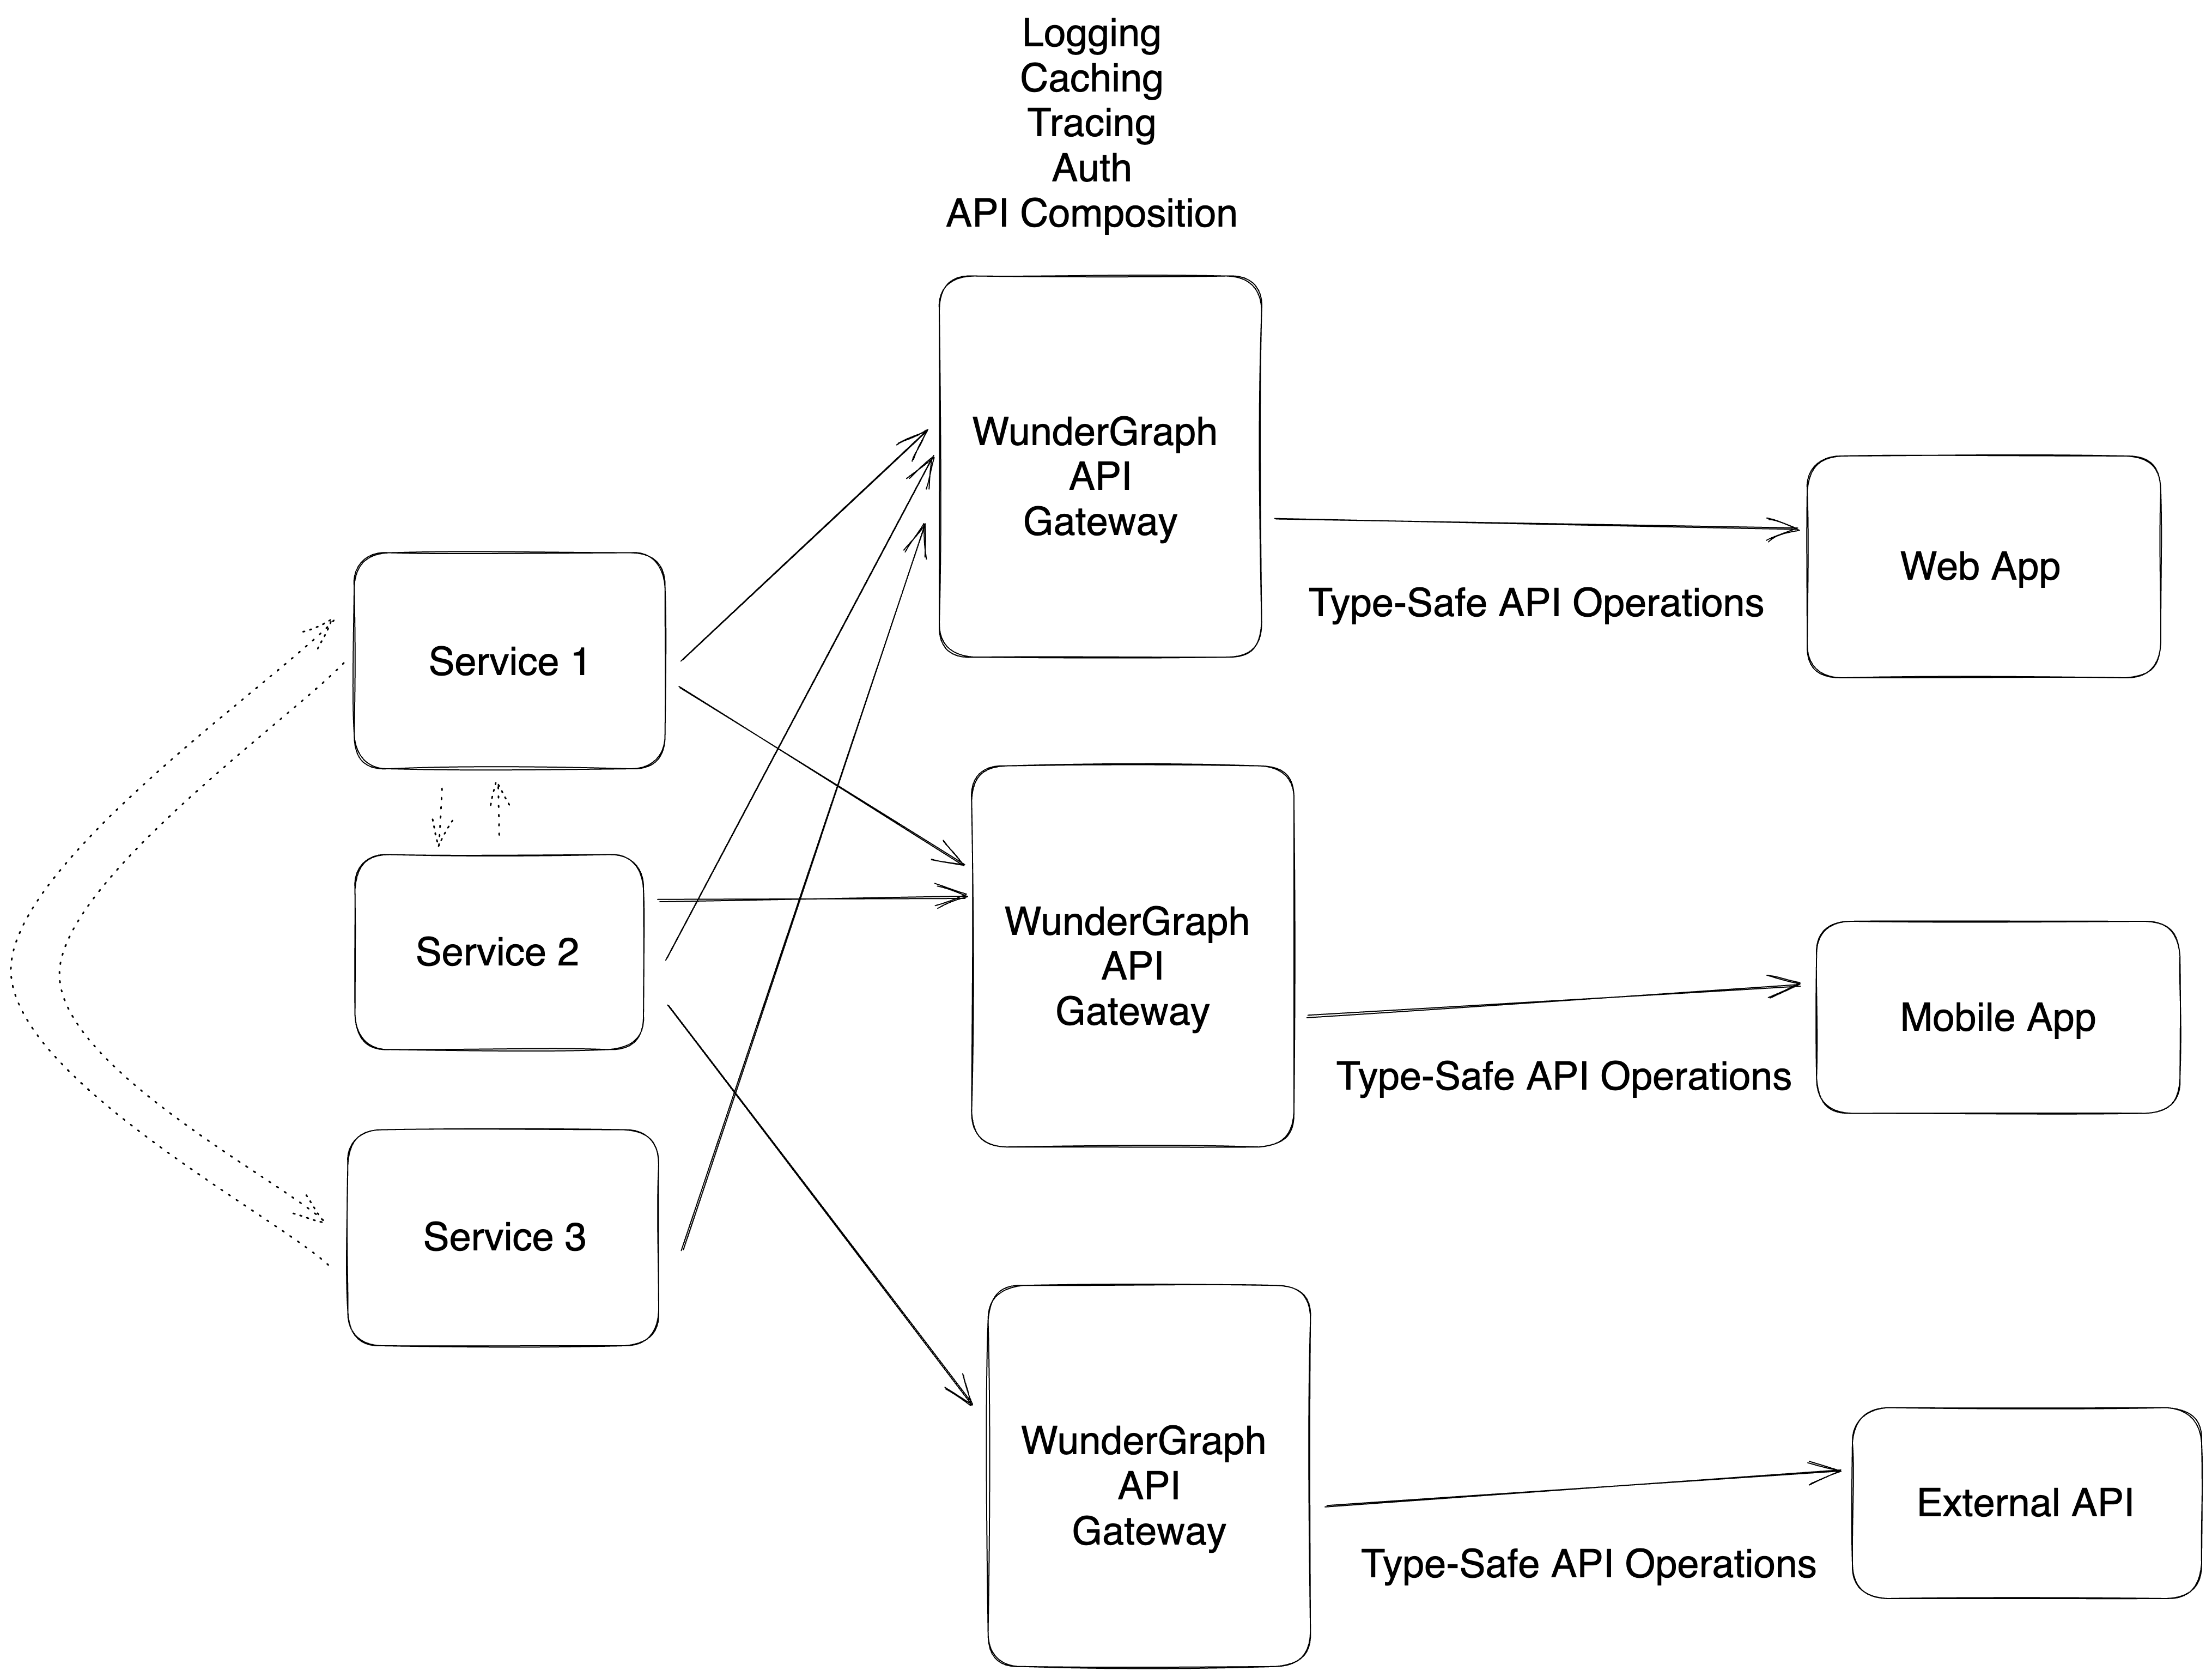 Logging
Caching
Tracing
Auth
API Composition
WunderGraph
API
Gateway
Type-Safe API Operations
Web App
Service 1
Service 2
Service 3
WunderGraph
API
Gateway
Type-Safe API Operations
Mobile App
WunderGraph
API
Gateway
Type-Safe API Operations
External API